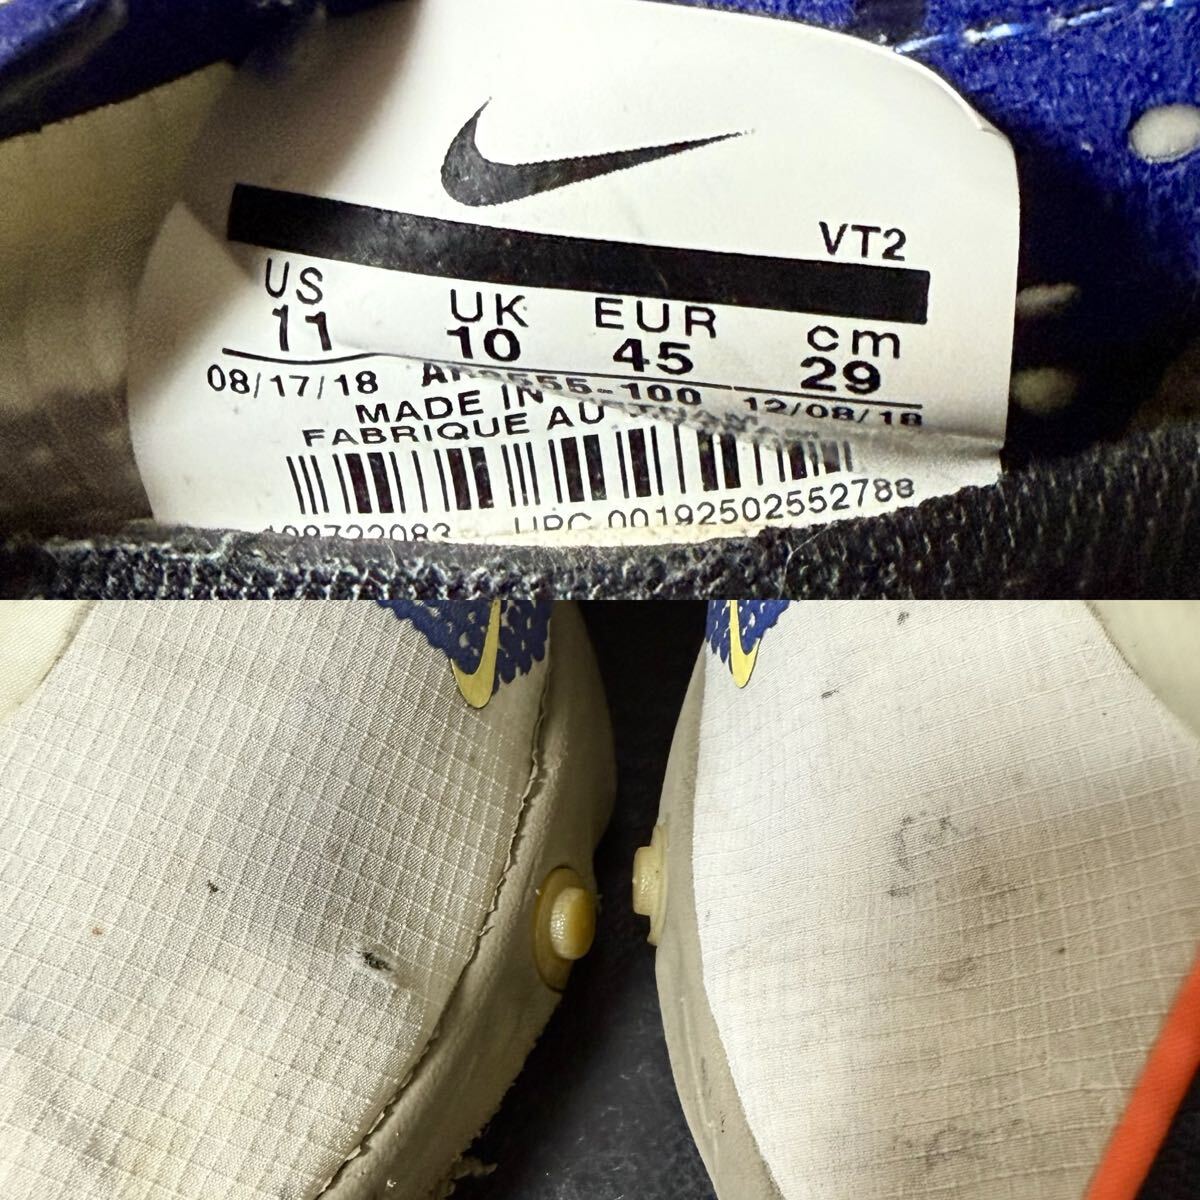 VT2
US UK EUR cm
11 10 45 29
08/17/18 12/08/18
MADE IN
FABRIQUE AU
UPC 00192502552788